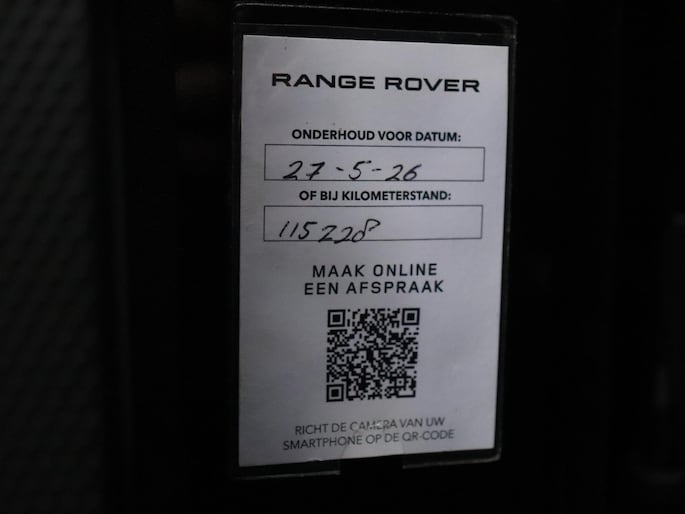 RANGE ROVER
ONDERHOUD VOOR DATUM:
27-5-26
OF BIJ KILOMETERSTAND:
115228
MAAK ONLINE
EEN AFSPRAAK
RICHT DE CAMERA VAN UW
SMARTPHONE OP DE QR-CODE